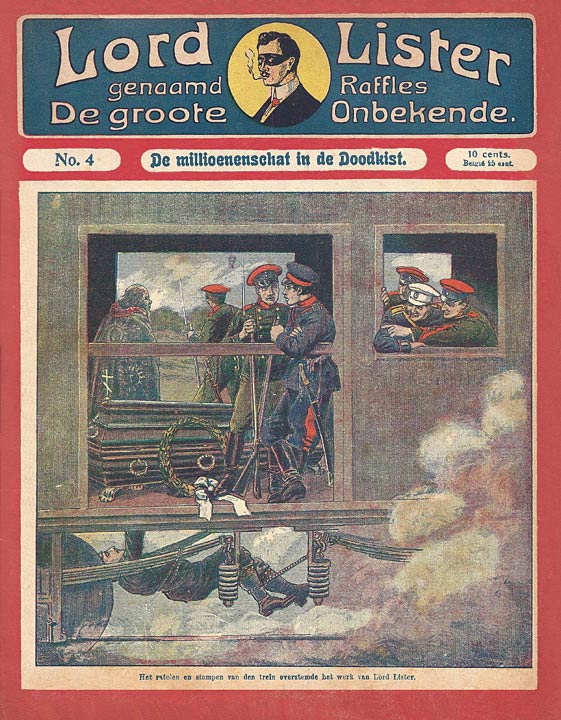 Lord Lister
genaamd Raffles
De groote Onbekende.
No. 4
De millioenenschat in de Doodkist.
10 cents.
België 15 cent.
Het ratelen en stampen van den trein overstemde het werk van Lord Lister.